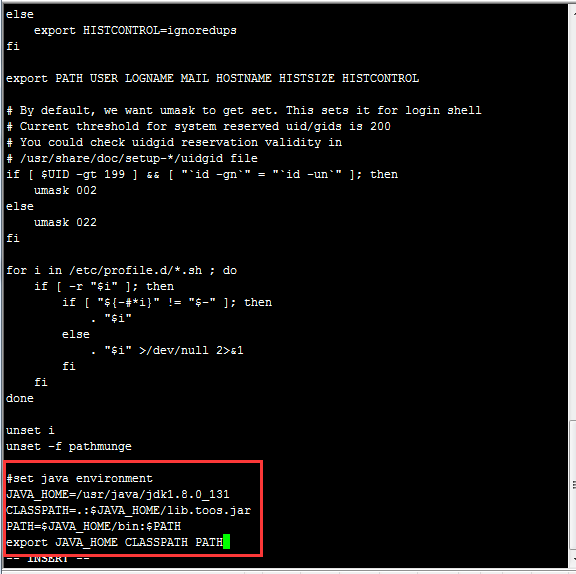 else
    export HISTCONTROL=ignoredups
fi

export PATH USER LOGNAME MAIL HOSTNAME HISTSIZE HISTCONTROL

# By default, we want umask to get set. This sets it for login shell
# Current threshold for system reserved uid/gids is 200
# You could check uidgid reservation validity in
# /usr/share/doc/setup-*/uidgid file
if [ $UID -gt 199 ] && [ "`id -gn`" = "`id -un`" ]; then
    umask 002
else
    umask 022
fi

for i in /etc/profile.d/*.sh ; do
    if [ -r "$i" ]; then
        if [ "${-#*i}" != "$-" ]; then
            . "$i"
        else
            . "$i" >/dev/null 2>&1
        fi
    fi
done

unset i
unset -f pathmunge

#set java environment
JAVA_HOME=/usr/java/jdk1.8.0_131
CLASSPATH=.:$JAVA_HOME/lib.toos.jar
PATH=$JAVA_HOME/bin:$PATH
export JAVA_HOME CLASSPATH PATH
-- INSERT --